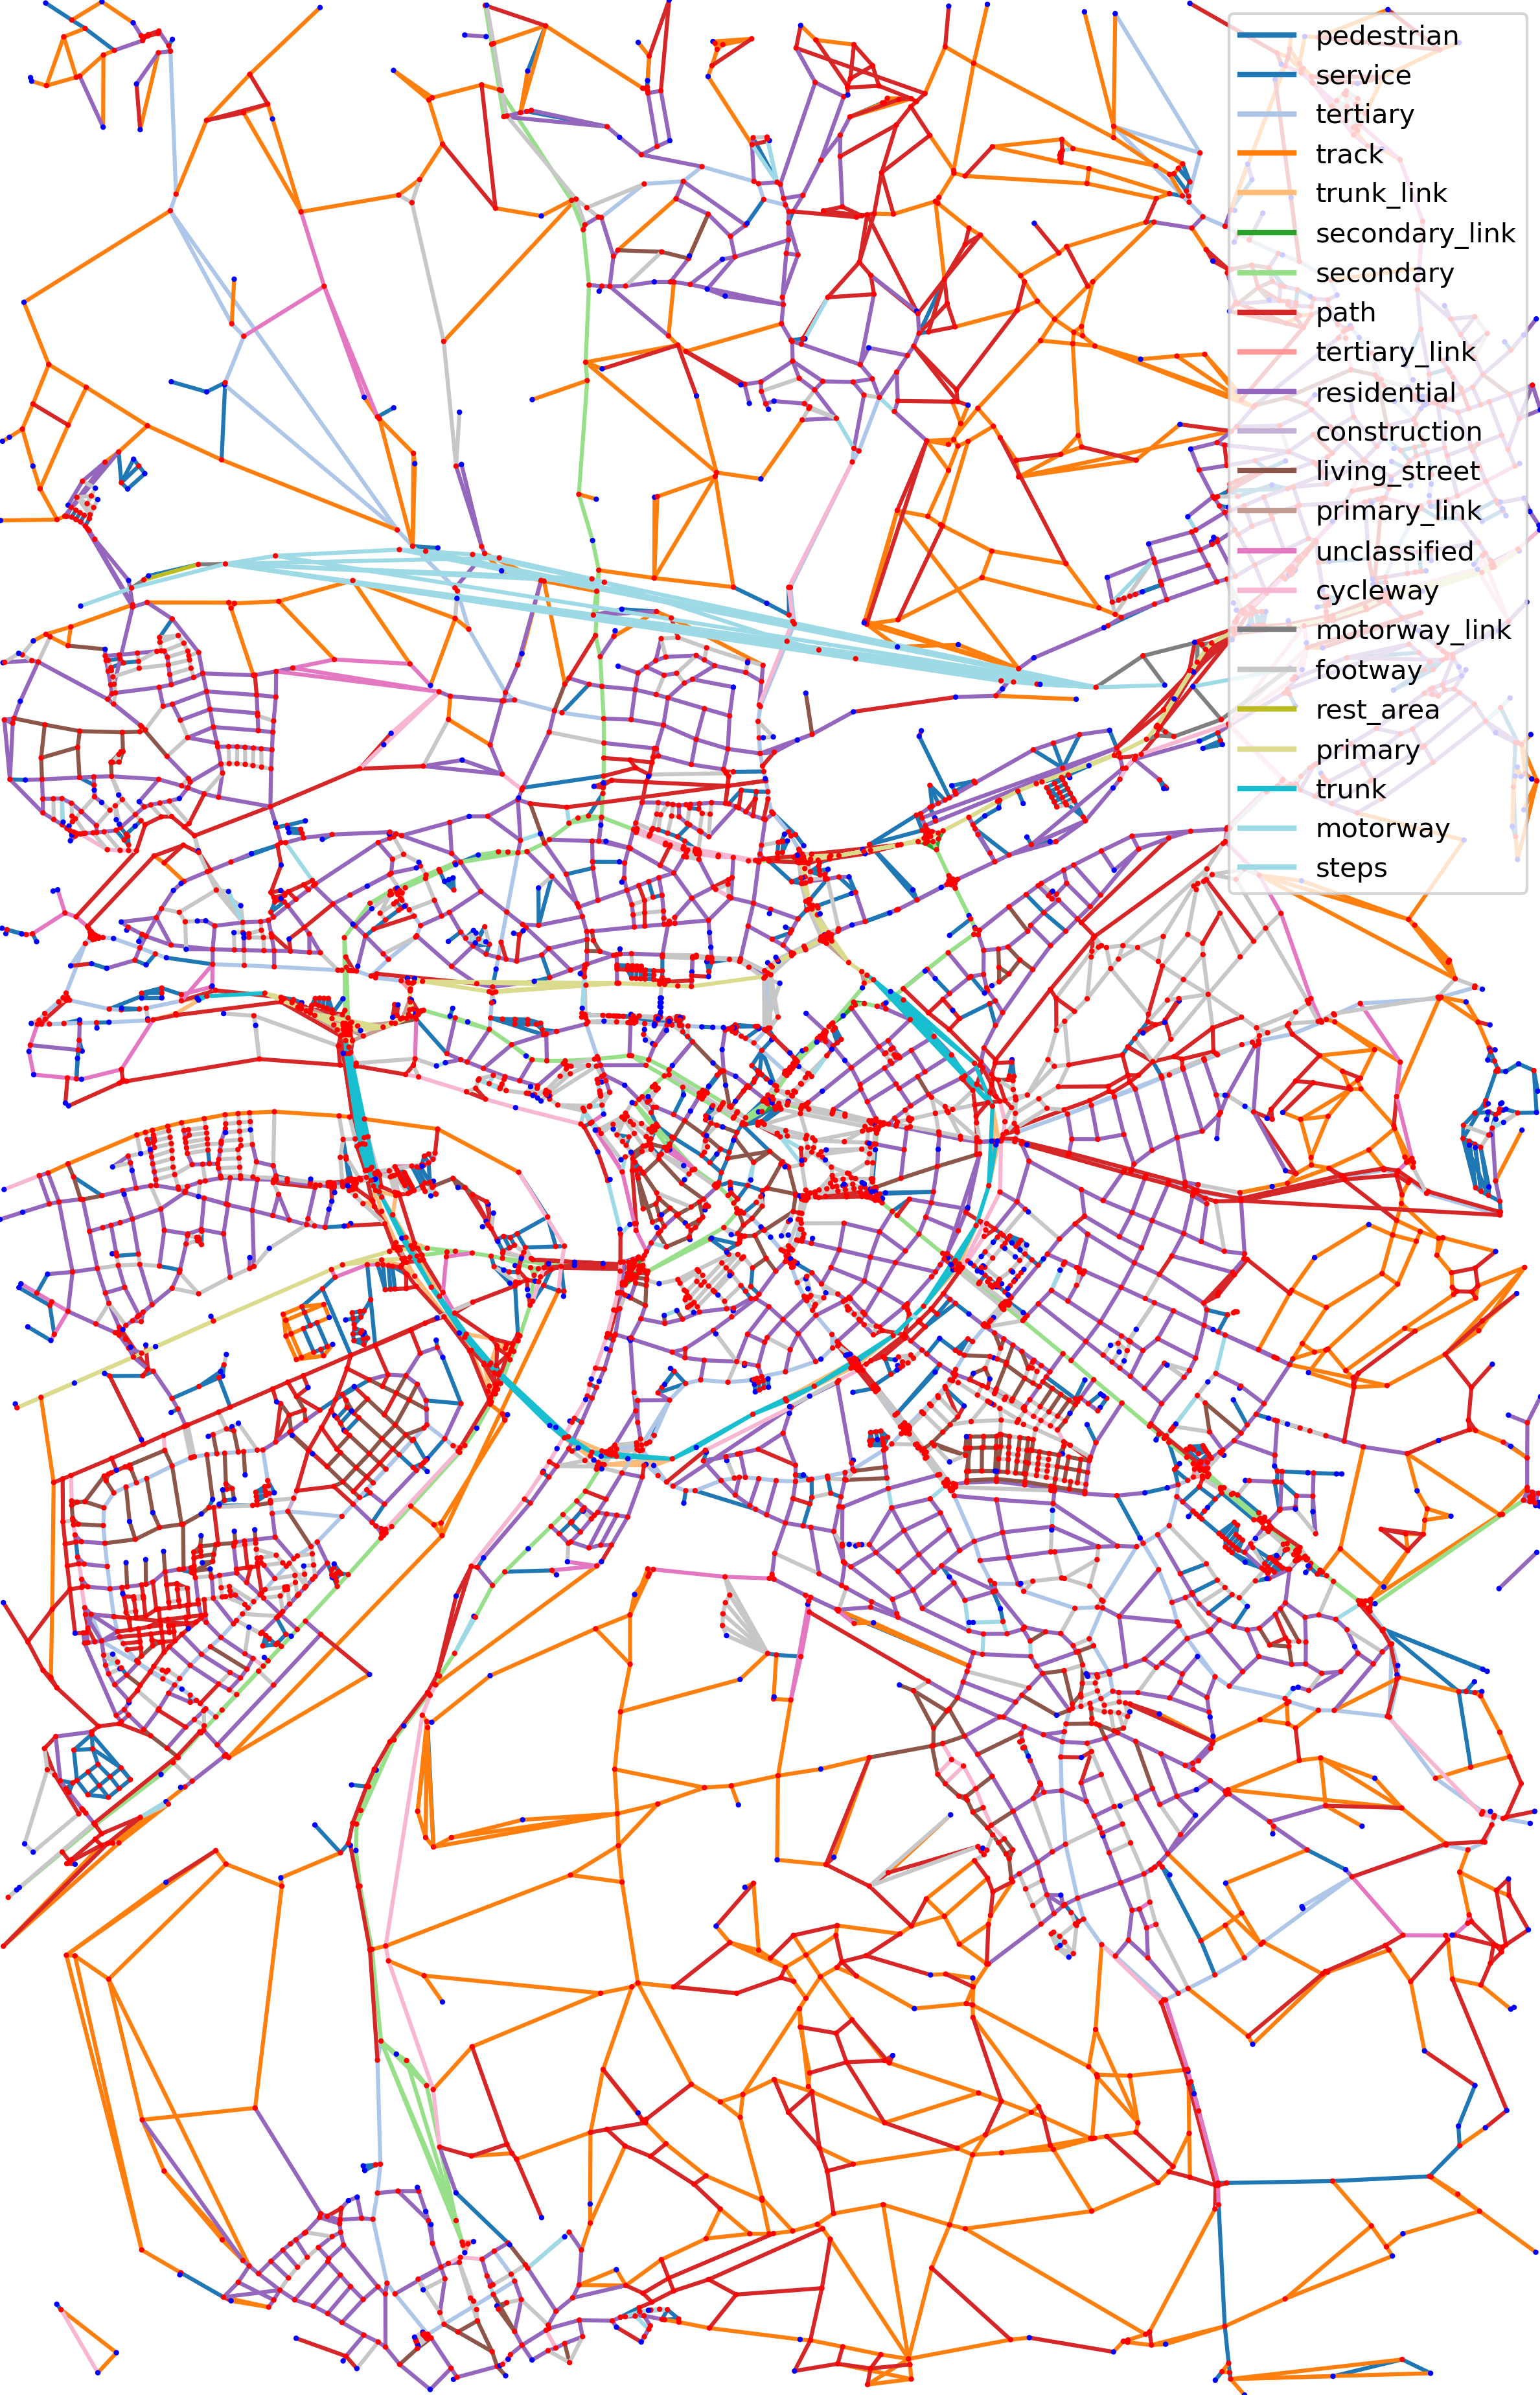 pedestrian
service
tertiary
track
trunk_link
secondary_link
secondary
path
tertiary_link
residential
construction
living_street
primary_link
unclassified
cycleway
motorway_link
footway
rest_area
primary
trunk
motorway
steps